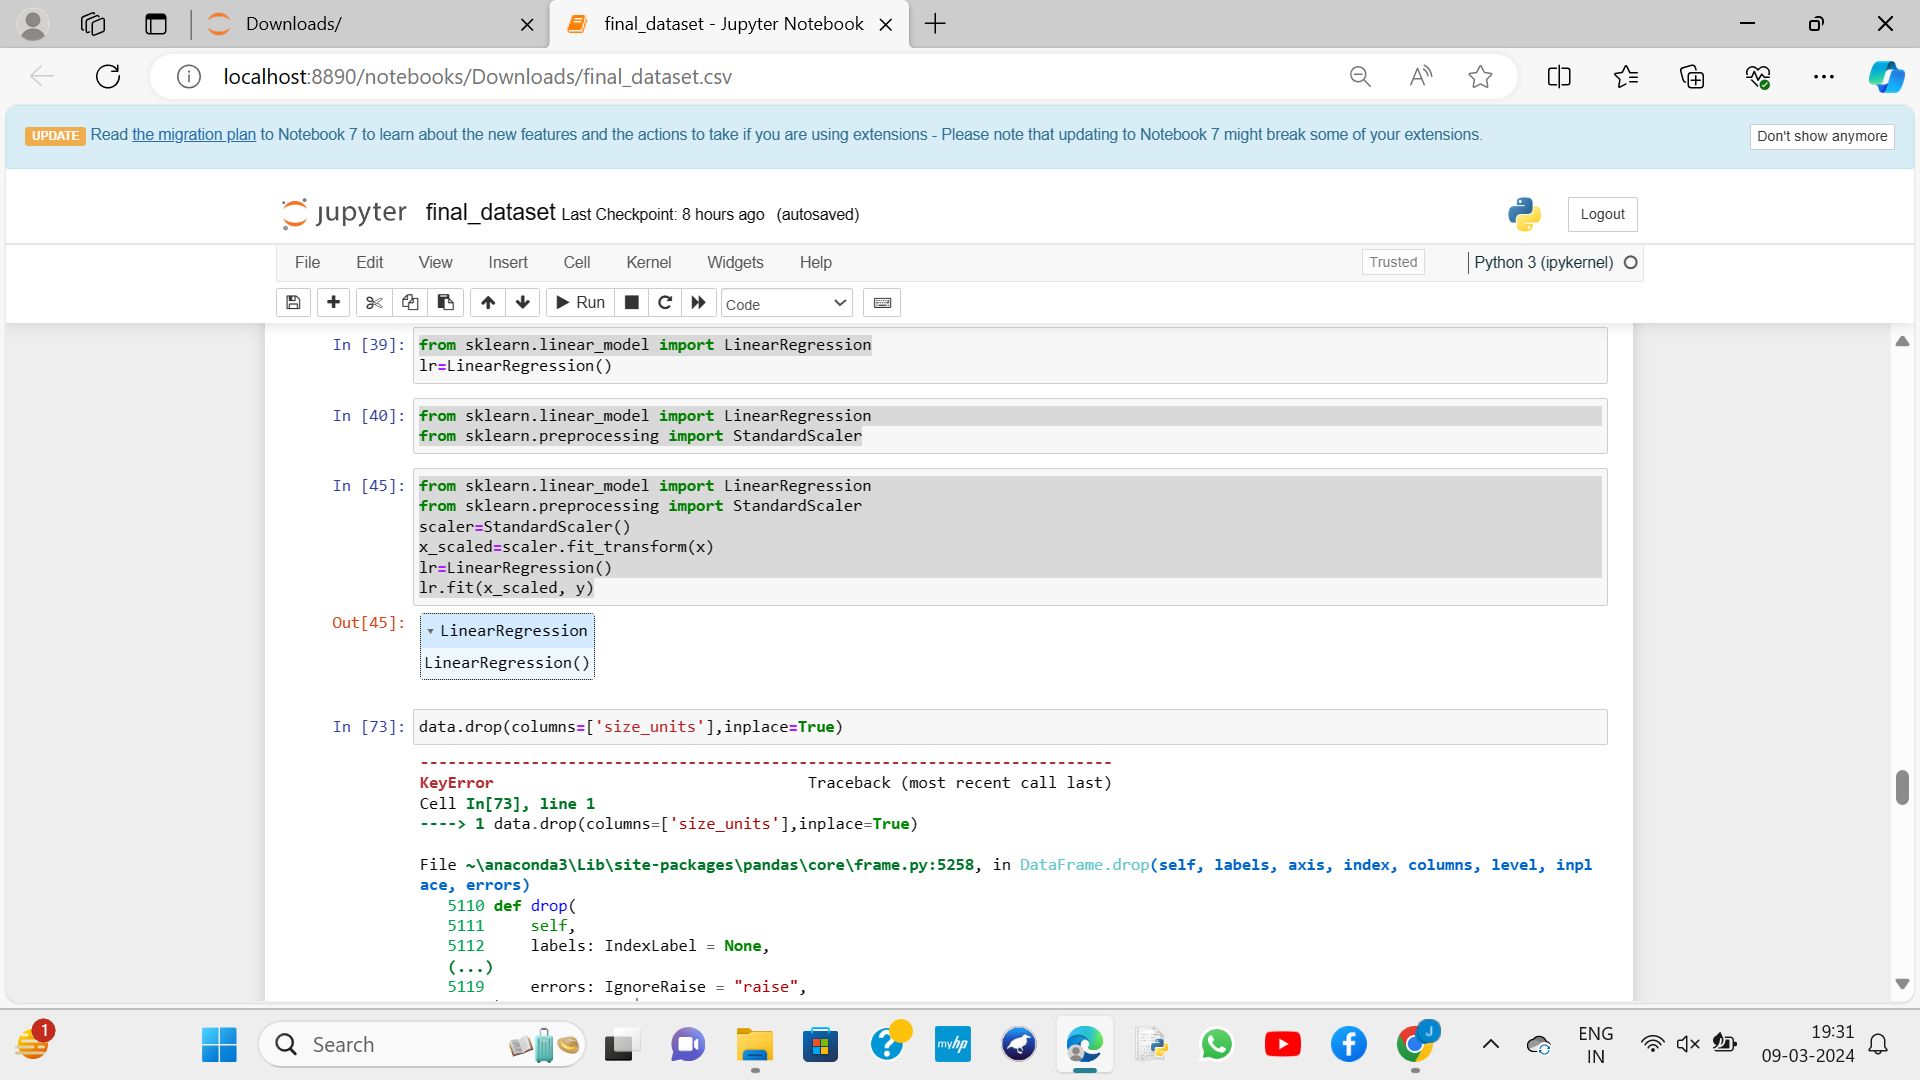 Downloads/
final_dataset - Jupyter Notebook
localhost:8890/notebooks/Downloads/final_dataset.csv
UPDATE Read the migration plan to Notebook 7 to learn about the new features and the actions to take if you are using extensions - Please note that updating to Notebook 7 might break some of your extensions.
Don't show anymore
jupyter final_dataset Last Checkpoint: 8 hours ago (autosaved)
Logout
File Edit View Insert Cell Kernel Widgets Help
Trusted
Python 3 (ipykernel)
Run
Code
In [39]: from sklearn.linear_model import LinearRegression
lr=LinearRegression()
In [40]: from sklearn.linear_model import LinearRegression
from sklearn.preprocessing import StandardScaler
In [45]: from sklearn.linear_model import LinearRegression
from sklearn.preprocessing import StandardScaler
scaler=StandardScaler()
x_scaled=scaler.fit_transform(x)
lr=LinearRegression()
lr.fit(x_scaled, y)
Out[45]: ▾ LinearRegression
LinearRegression()
In [73]: data.drop(columns=['size_units'],inplace=True)
---------------------------------------------------------------------------
KeyError                                  Traceback (most recent call last)
Cell In[73], line 1
----> 1 data.drop(columns=['size_units'],inplace=True)
File ~\anaconda3\Lib\site-packages\pandas\core\frame.py:5258, in DataFrame.drop(self, labels, axis, index, columns, level, inpl
ace, errors)
5110 def drop(
5111     self,
5112     labels: IndexLabel = None,
(...)
5119     errors: IgnoreRaise = "raise",
1
Search
myhp
J
ENG
IN
19:31
09-03-2024